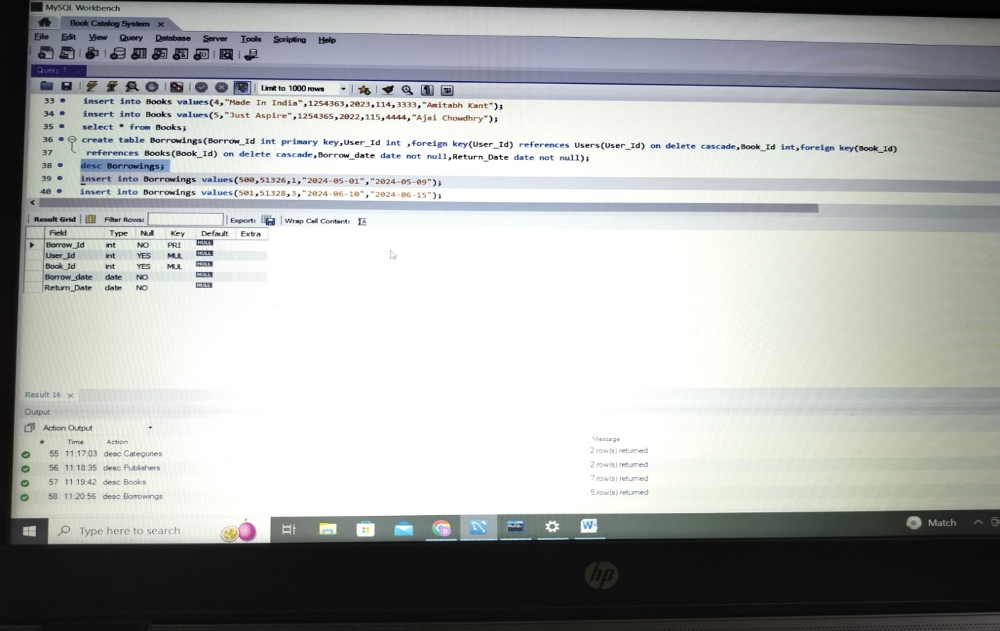 MySQL Workbench
Book Catalog System x
File Edit View Query Database Server Tools Scripting Help
Query 1
Limit to 1000 rows
33 insert into Books values(4,"Made In India",1254363,2023,114,3333,"Amitabh Kant");
34 insert into Books values(5,"Just Aspire",1254365,2022,115,4444,"Ajai Chowdhry");
35 select * from Books;
36 create table Borrowings(Borrow_Id int primary key,User_Id int ,foreign key(User_Id) references Users(User_Id) on delete cascade,Book_Id int,foreign key(Book_Id)
37 references Books(Book_Id) on delete cascade,Borrow_date date not null,Return_Date date not null);
38 desc Borrowings;
39 insert into Borrowings values(500,51326,1,"2024-05-01","2024-05-09");
40 insert into Borrowings values(501,51328,3,"2024-06-10","2024-06-15");
Result Grid Filter Rows: Export: Wrap Cell Content:
Field Type Null Key Default Extra
Borrow_Id int NO PRI NULL
User_Id int YES MUL NULL
Book_Id int YES MUL NULL
Borrow_date date NO NULL
Return_Date date NO NULL
Result 16 x
Output
Action Output
# Time Action Message
55 11:17:03 desc Categories 2 row(s) returned
56 11:18:35 desc Publishers 2 row(s) returned
57 11:19:42 desc Books 7 row(s) returned
58 11:20:56 desc Borrowings 5 row(s) returned
Type here to search
Match
hp